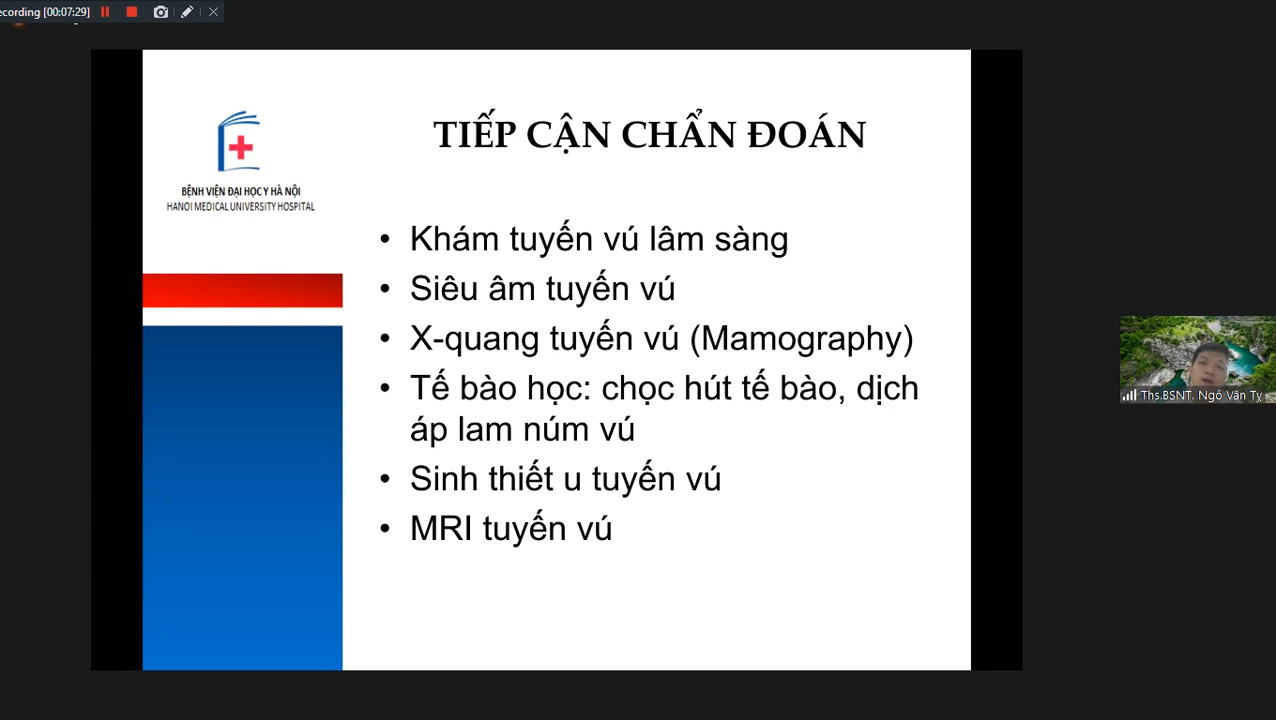 ecording [00:07:29]
TIẾP CẬN CHẨN ĐOÁN
BỆNH VIỆN ĐẠI HỌC Y HÀ NỘI
HANOI MEDICAL UNIVERSITY HOSPITAL
• Khám tuyến vú lâm sàng
• Siêu âm tuyến vú
• X-quang tuyến vú (Mamography)
• Tế bào học: chọc hút tế bào, dịch
áp lam núm vú
• Sinh thiết u tuyến vú
• MRI tuyến vú
Ths.BSNT. Ngô Văn Tỵ